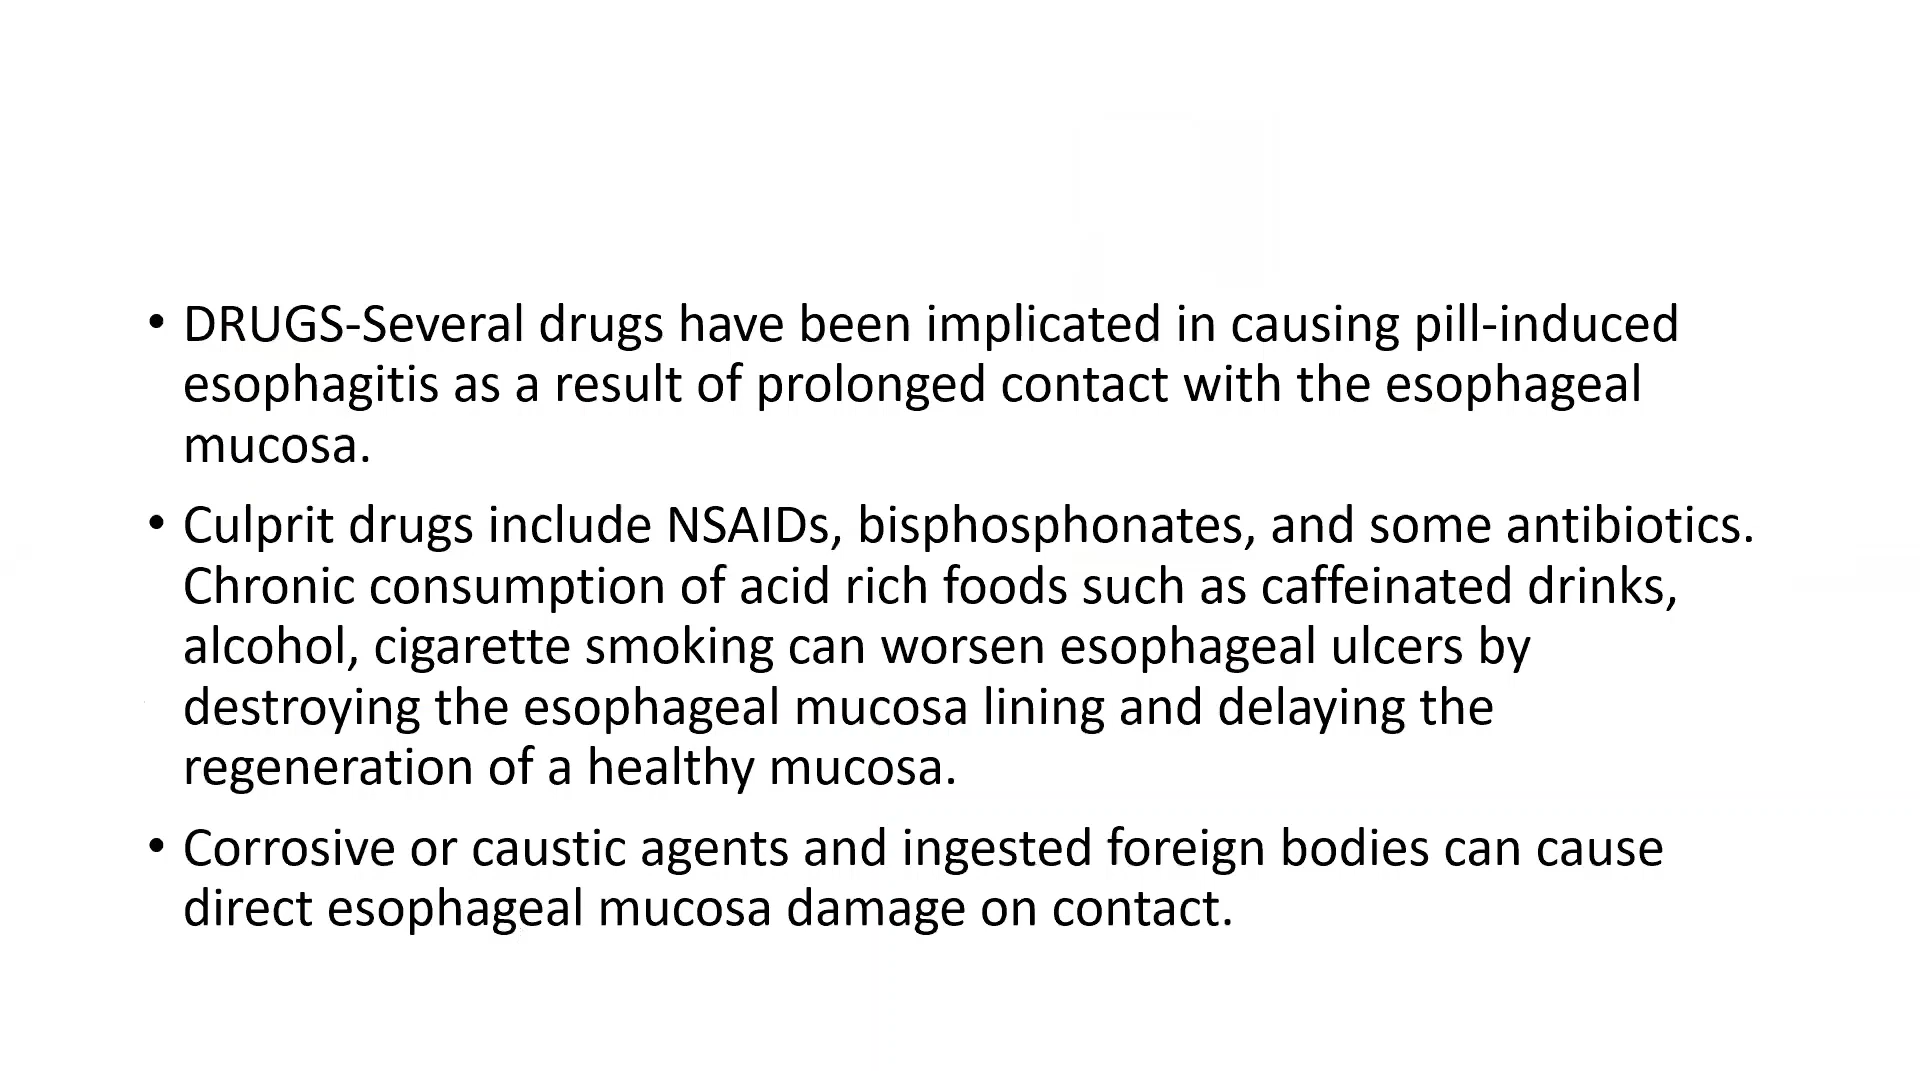 • DRUGS-Several drugs have been implicated in causing pill-induced
esophagitis as a result of prolonged contact with the esophageal
mucosa.
• Culprit drugs include NSAIDs, bisphosphonates, and some antibiotics.
Chronic consumption of acid rich foods such as caffeinated drinks,
alcohol, cigarette smoking can worsen esophageal ulcers by
destroying the esophageal mucosa lining and delaying the
regeneration of a healthy mucosa.
• Corrosive or caustic agents and ingested foreign bodies can cause
direct esophageal mucosa damage on contact.